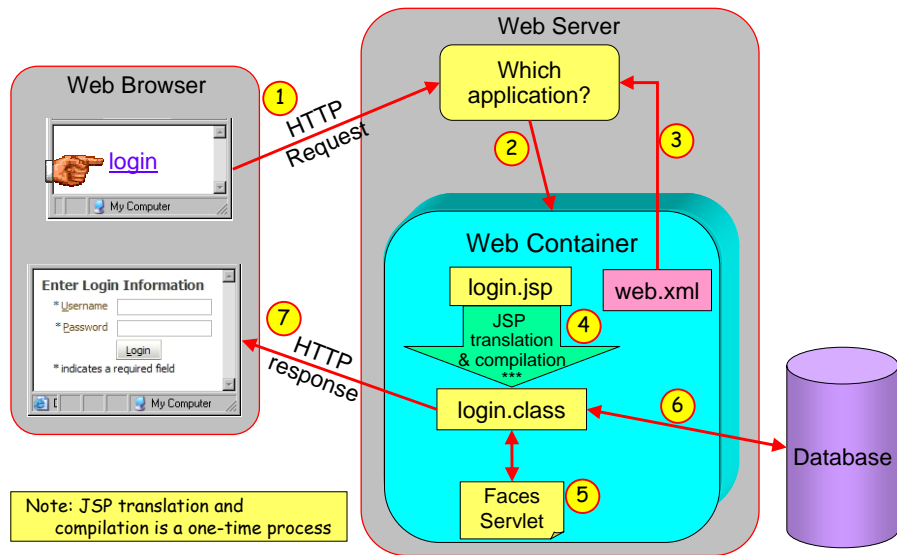 Web Server
Web Browser
Which
application?
1
HTTP
Request
2
3
login
My Computer
Web Container
login.jsp
web.xml
JSP
translation
& compilation
***
4
Enter Login Information
* Username
* Password
Login
* indicates a required field
My Computer
7
HTTP
response
login.class
6
Database
Faces
Servlet
5
Note: JSP translation and
compilation is a one-time process